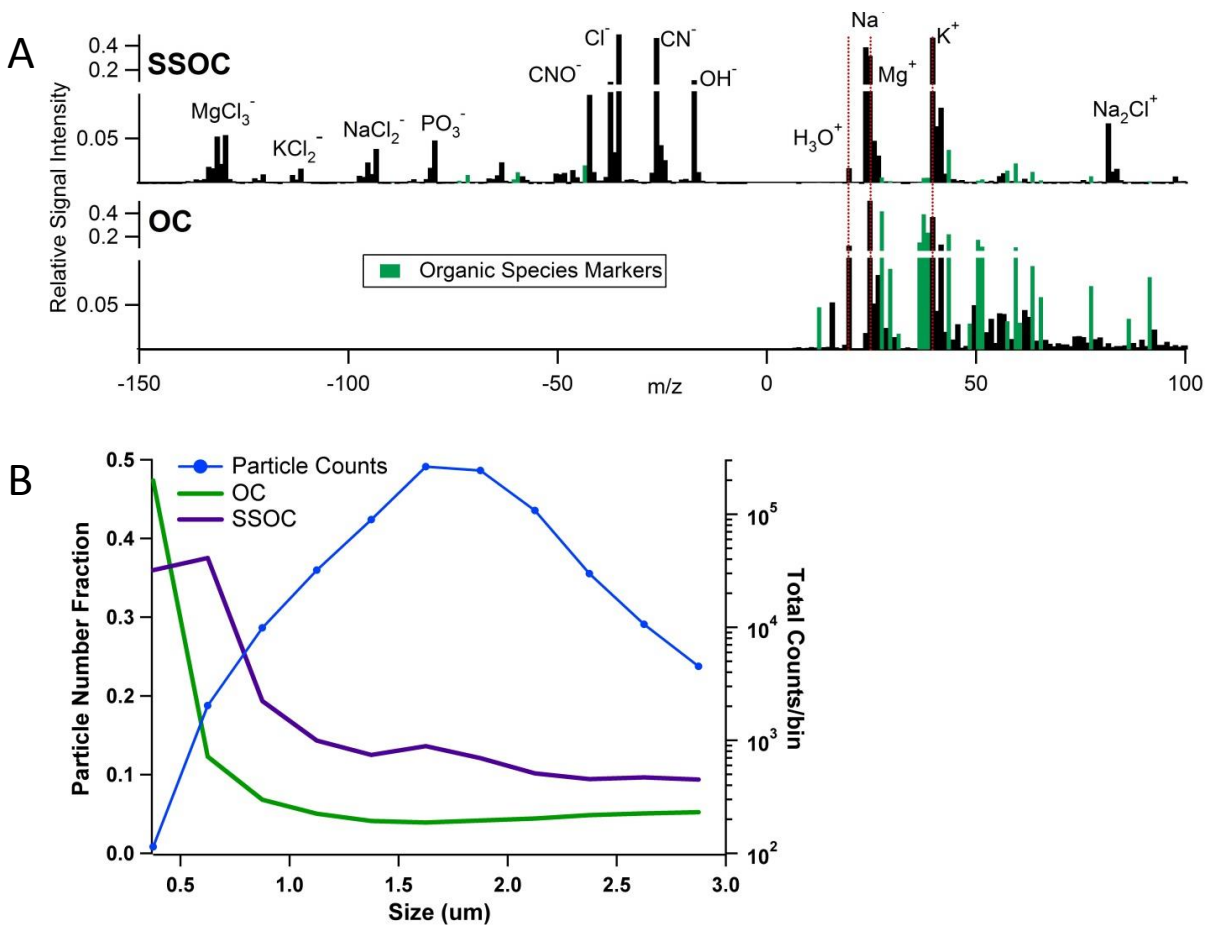 A
SSOC
OC
Relative Signal Intensity
0.4
0.2
0.05
0.4
0.2
0.05
MgCl3-
KCl2-
NaCl2-
PO3-
CNO-
Cl-
CN-
OH-
H3O+
Na
Mg+
K+
Na2Cl+
Organic Species Markers
-150
-100
-50
m/z
0
50
100
B
Particle Counts
OC
SSOC
Particle Number Fraction
0.5
0.4
0.3
0.2
0.1
0.0
Total Counts/bin
10^5
10^4
10^3
10^2
0.5
1.0
1.5
2.0
2.5
3.0
Size (um)